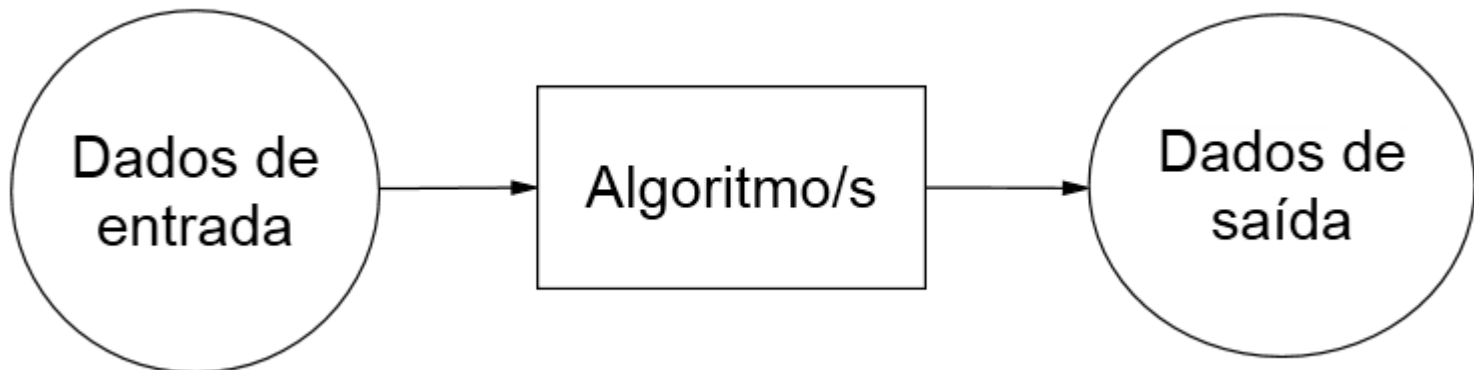 Dados de
entrada
Algoritmo/s
Dados de
saída